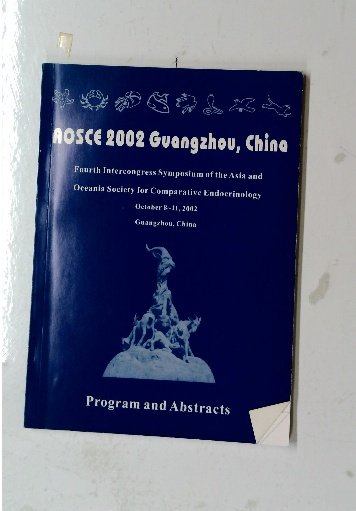 AOSCE 2002 Guangzhou, China
Fourth Intercongress Symposium of the Asia and
Oceania Society for Comparative Endocrinology
October 8-11, 2002
Guangzhou, China
Program and Abstracts